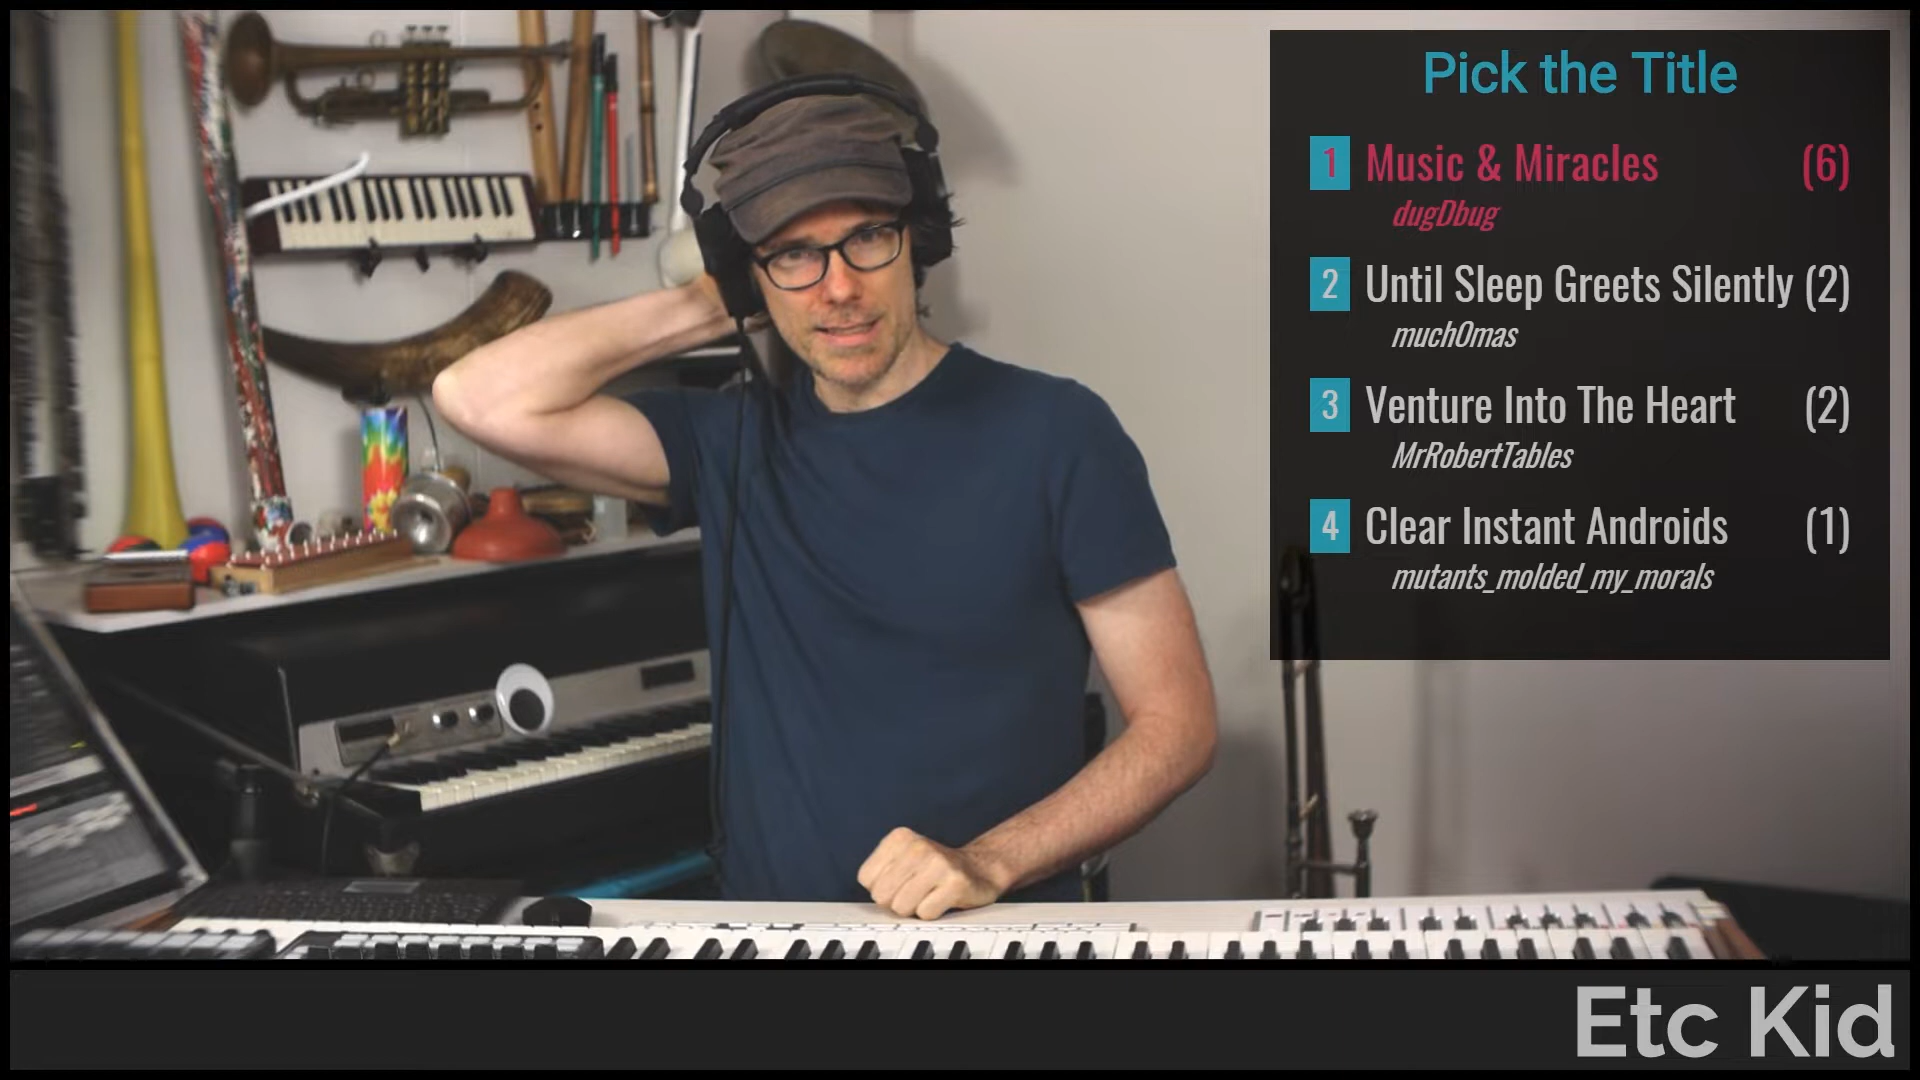 Pick the Title
1 Music & Miracles (6)
dugDbug
2 Until Sleep Greets Silently (2)
muchOmas
3 Venture Into The Heart (2)
MrRobertTables
4 Clear Instant Androids (1)
mutants_molded_my_morals
Etc Kid